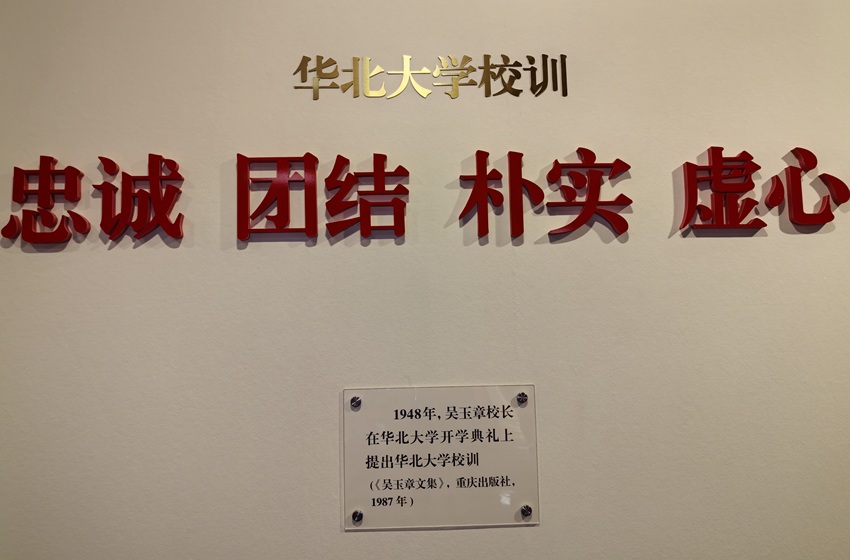 华北大学校训
忠诚 团结 朴实 虚心
1948年，吴玉章校长
在华北大学开学典礼上
提出华北大学校训
（《吴玉章文集》，重庆出版社，
1987年）